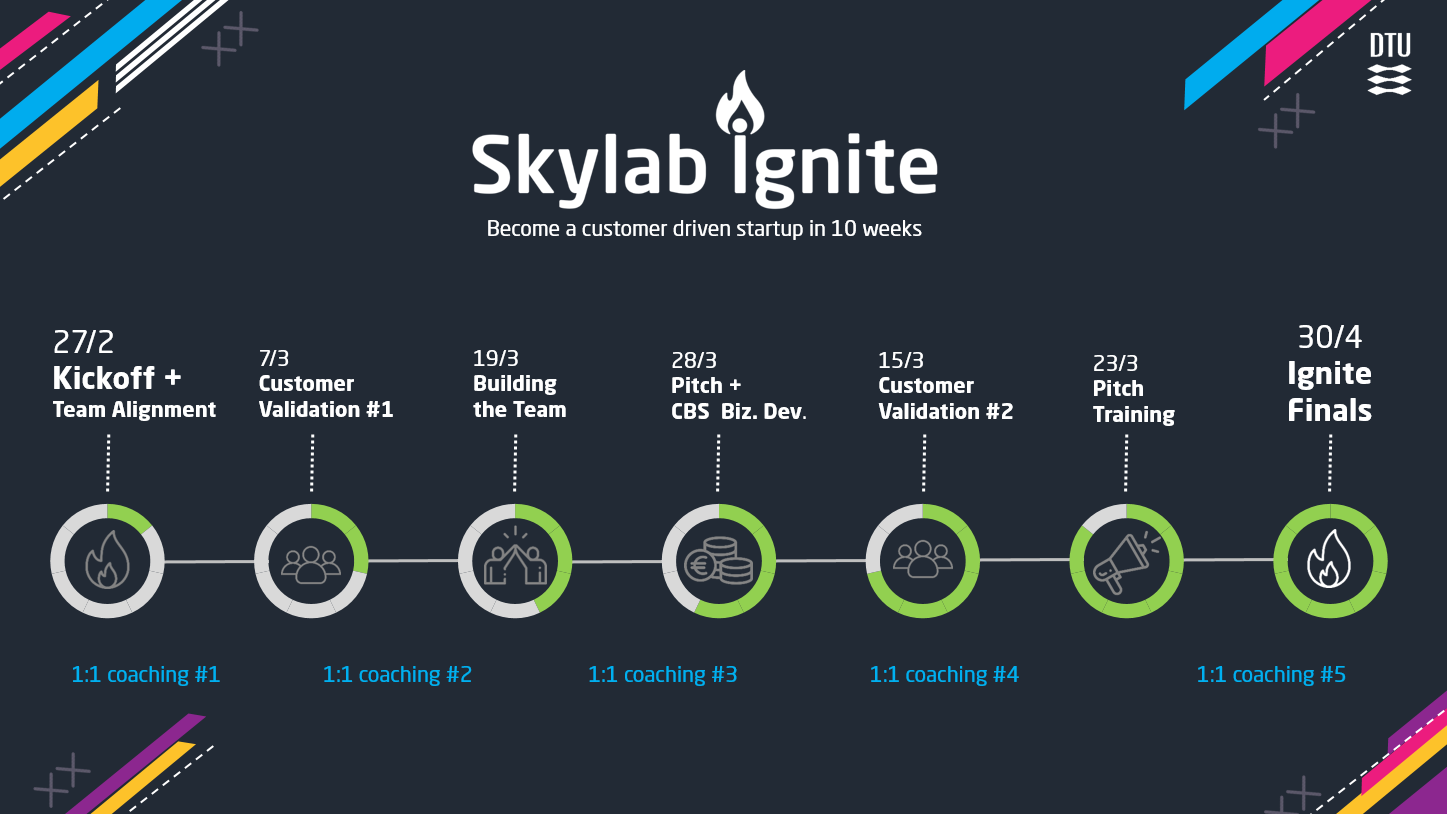 DTU
Skylab Ignite
Become a customer driven startup in 10 weeks
27/2
Kickoff +
Team Alignment
7/3
Customer
Validation #1
19/3
Building
the Team
28/3
Pitch +
CBS Biz. Dev.
15/3
Customer
Validation #2
23/3
Pitch
Training
30/4
Ignite
Finals
1:1 coaching #1
1:1 coaching #2
1:1 coaching #3
1:1 coaching #4
1:1 coaching #5